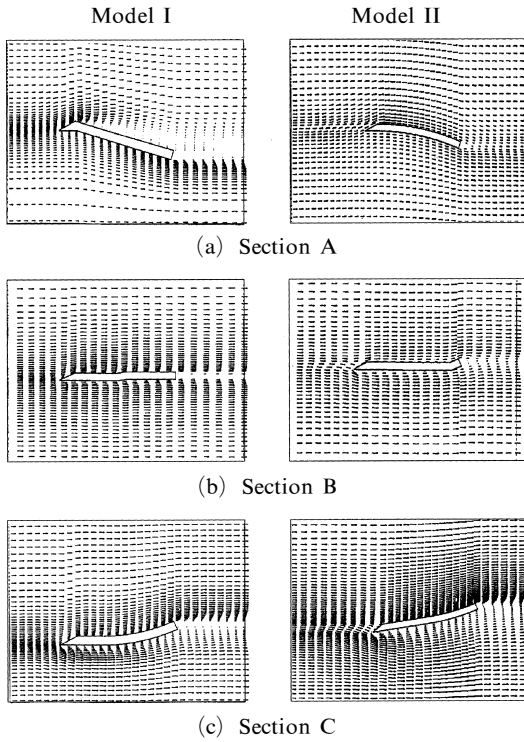 Model I
Model II
(a) Section A
(b) Section B
(c) Section C